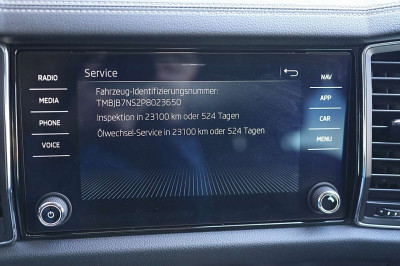 Service
RADIO
MEDIA
PHONE
VOICE
Fahrzeug-Identifizierungsnummer:
TMBJB7NS2P8023650
Inspektion in 23100 km oder 524 Tagen
Ölwechsel-Service in 23100 km oder 524 Tagen
NAV
APP
CAR
MENU